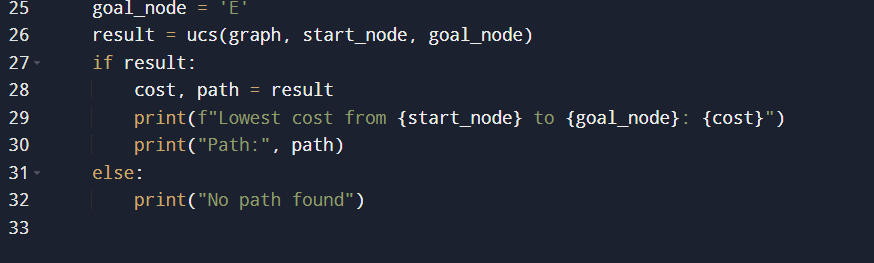 25 goal_node = 'E'
26 result = ucs(graph, start_node, goal_node)
27 if result:
28 cost, path = result
29 print(f"Lowest cost from {start_node} to {goal_node}: {cost}")
30 print("Path:", path)
31 else:
32 print("No path found")
33